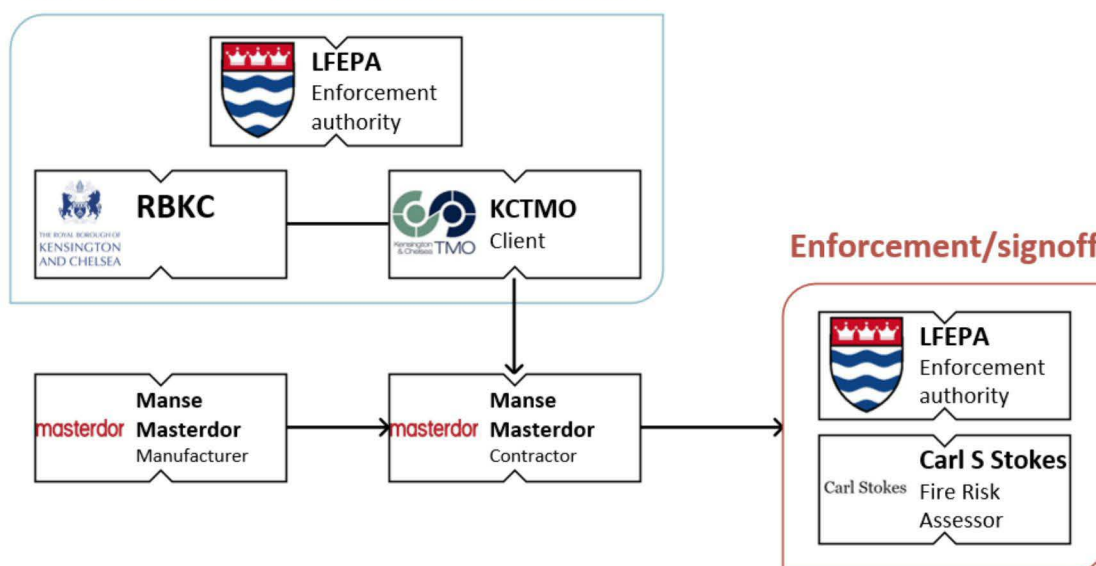 LFEPA
Enforcement
authority
RBKC
THE ROYAL BOROUGH OF
KENSINGTON
AND CHELSEA
KCTMO
Client
Kensington
& Chelsea TMO
Enforcement/signoff
LFEPA
Enforcement
authority
masterdor
Manse
Masterdor
Manufacturer
masterdor
Manse
Masterdor
Contractor
Carl Stokes
Carl S Stokes
Fire Risk
Assessor